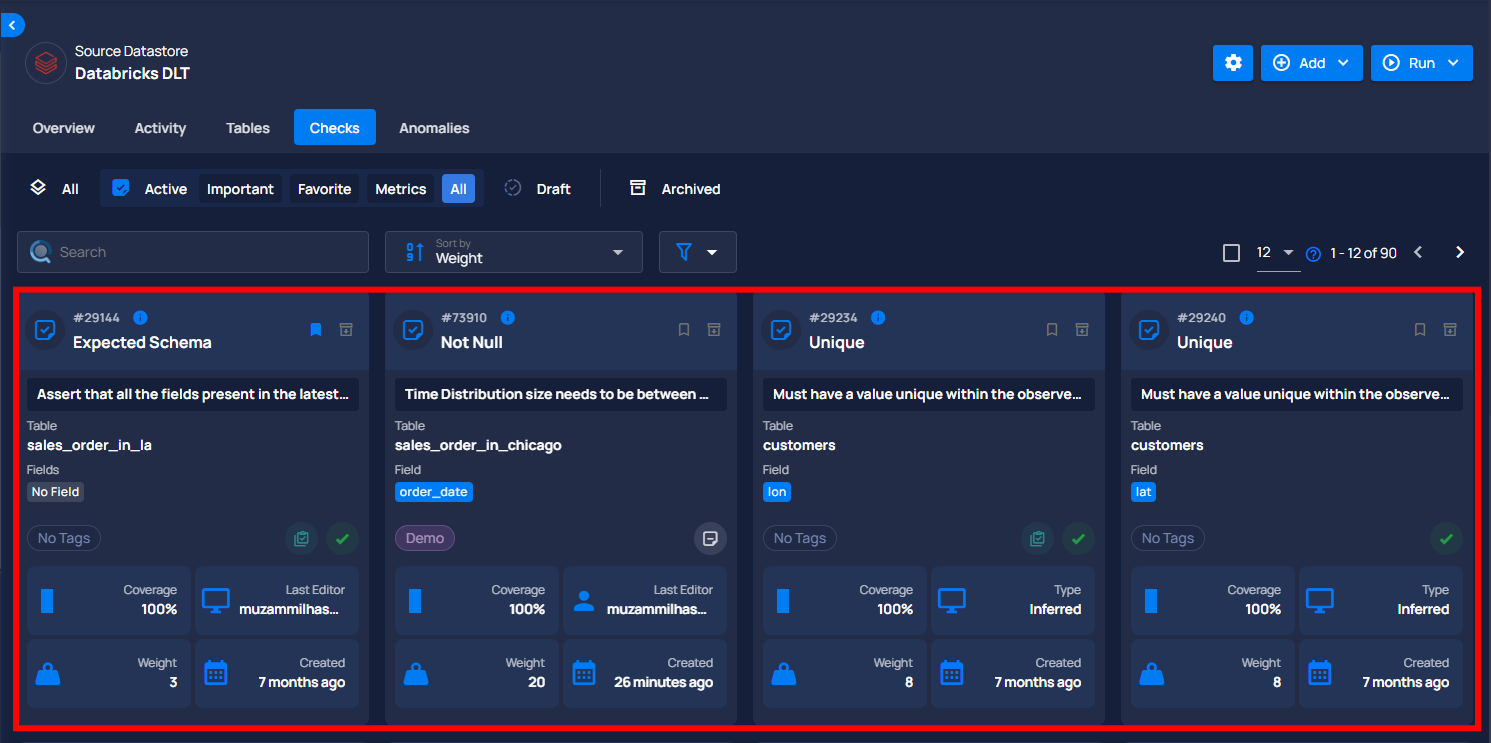 Source Datastore
Databricks DLT
Add
Run
Overview Activity Tables Checks Anomalies
All Active Important Favorite Metrics All Draft Archived
Search
Sort by
Weight
12 1 - 12 of 90
#29144
Expected Schema
Assert that all the fields present in the latest...
Table
sales_order_in_la
Fields
No Field
No Tags
Coverage
100%
Last Editor
muzammilhas...
Weight
3
Created
7 months ago
#73910
Not Null
Time Distribution size needs to be between ...
Table
sales_order_in_chicago
Field
order_date
Demo
Coverage
100%
Last Editor
muzammilhas...
Weight
20
Created
26 minutes ago
#29234
Unique
Must have a value unique within the observe...
Table
customers
Field
lon
No Tags
Coverage
100%
Type
Inferred
Weight
8
Created
7 months ago
#29240
Unique
Must have a value unique within the observe...
Table
customers
Field
lat
No Tags
Coverage
100%
Type
Inferred
Weight
8
Created
7 months ago